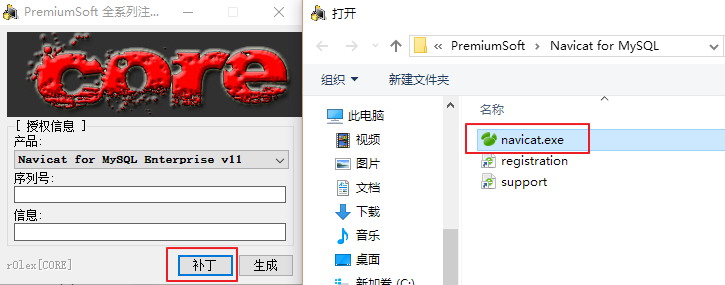 PremiumSoft 全系列注...
core
[ 授权信息 ]
产品:
Navicat for MySQL Enterprise v11
序列号:
信息:
r0lex[CORE]
补丁
生成
打开
« PremiumSoft > Navicat for MySQL
组织
新建文件夹
此电脑
视频
图片
文档
下载
音乐
桌面
新加卷 (C:)
名称
navicat.exe
registration
support